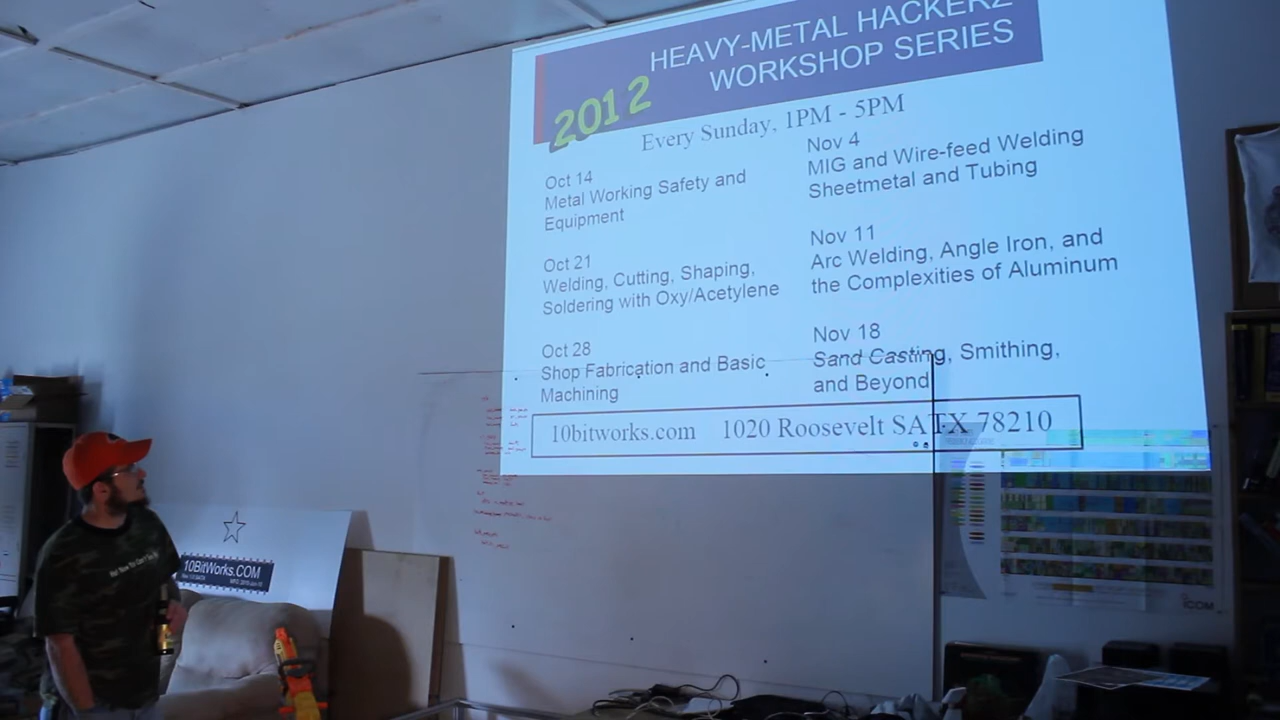 HEAVY-METAL HACKERZ
WORKSHOP SERIES
2012
Every Sunday, 1PM - 5PM
Oct 14
Metal Working Safety and
Equipment
Oct 21
Welding, Cutting, Shaping,
Soldering with Oxy/Acetylene
Oct 28
Shop Fabrication and Basic
Machining
Nov 4
MIG and Wire-feed Welding
Sheetmetal and Tubing
Nov 11
Arc Welding, Angle Iron, and
the Complexities of Aluminum
Nov 18
Sand Casting, Smithing,
and Beyond
10bitworks.com 1020 Roosevelt SATX 78210
10BitWorks.COM
ICOM